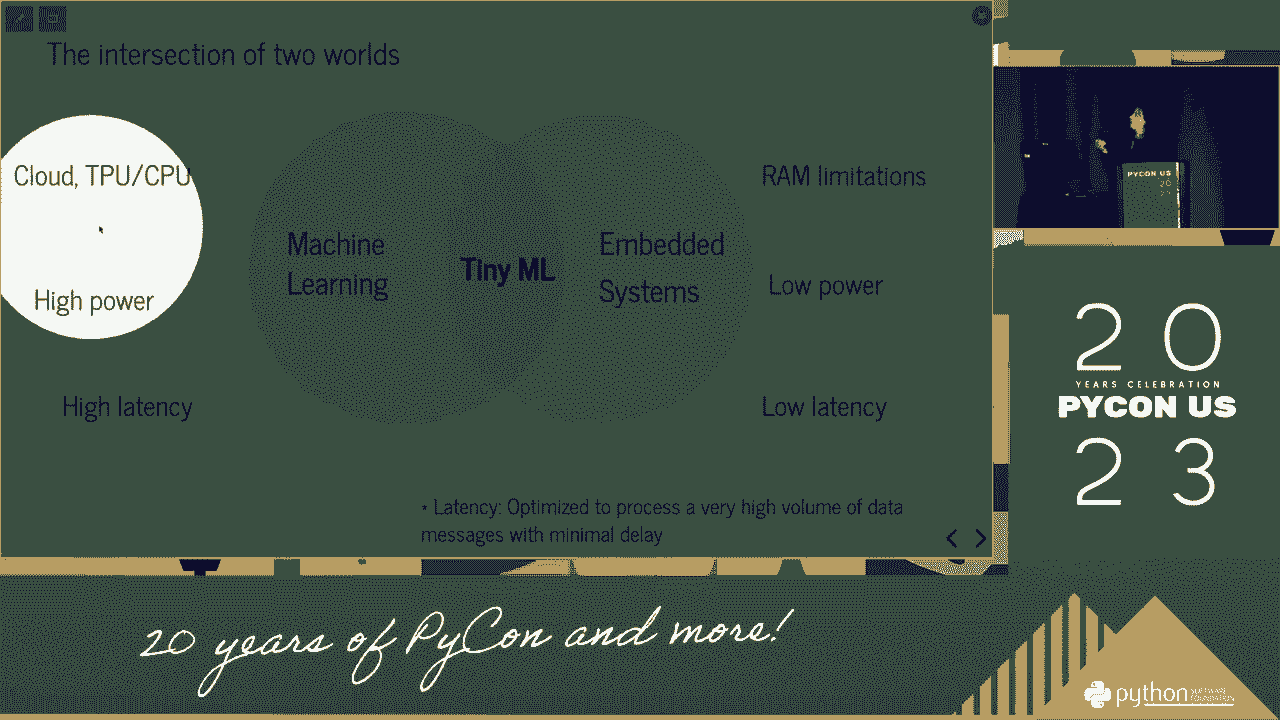 The intersection of two worlds
Cloud, TPU/CPU
High power
High latency
Machine
Learning
Tiny ML
Embedded
Systems
RAM limitations
Low power
Low latency
* Latency: Optimized to process a very high volume of data
messages with minimal delay
PYCON US
20
20
YEARS CELEBRATION
PYCON US
23
20 years of PyCon and more!
python
SOFTWARE
FOUNDATION